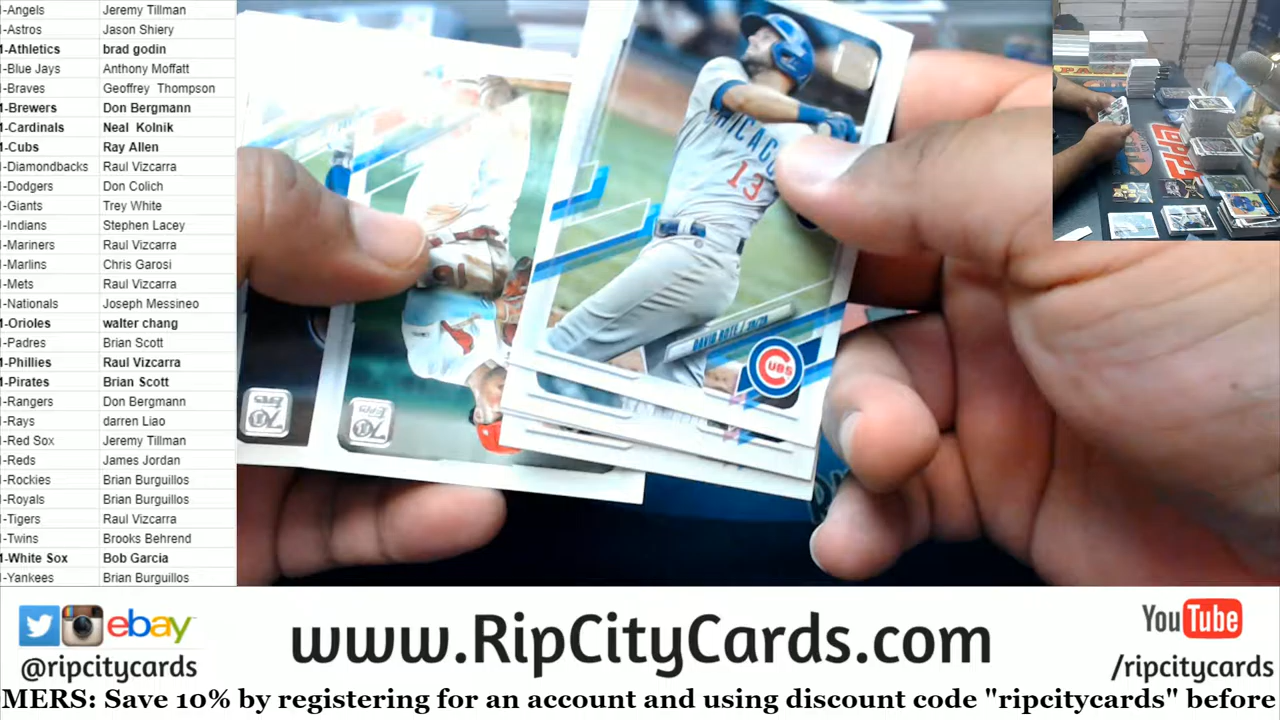 I-Angels Jeremy Tillman
I-Astros Jason Shiery
I-Athletics brad godin
I-Blue Jays Anthony Moffatt
I-Braves Geoffrey Thompson
I-Brewers Don Bergmann
I-Cardinals Neal Kolnik
I-Cubs Ray Allen
I-Diamondbacks Raul Vizcarra
I-Dodgers Don Colich
I-Giants Trey White
I-Indians Stephen Lacey
I-Mariners Raul Vizcarra
I-Marlins Chris Garosi
I-Mets Raul Vizcarra
I-Nationals Joseph Messineo
I-Orioles walter chang
I-Padres Brian Scott
I-Phillies Raul Vizcarra
I-Pirates Brian Scott
I-Rangers Don Bergmann
I-Rays darren Liao
I-Red Sox Jeremy Tillman
I-Reds James Jordan
I-Rockies Brian Burguillos
I-Royals Brian Burguillos
I-Tigers Raul Vizcarra
I-Twins Brooks Behrend
I-White Sox Bob Garcia
I-Yankees Brian Burguillos
CHICAGO
13
DAVID BOTE
CUBS
70
70
TOPPS
ebay
@ripcitycards
www.RipCityCards.com
YouTube
/ripcitycards
MERS: Save 10% by registering for an account and using discount code "ripcitycards" before